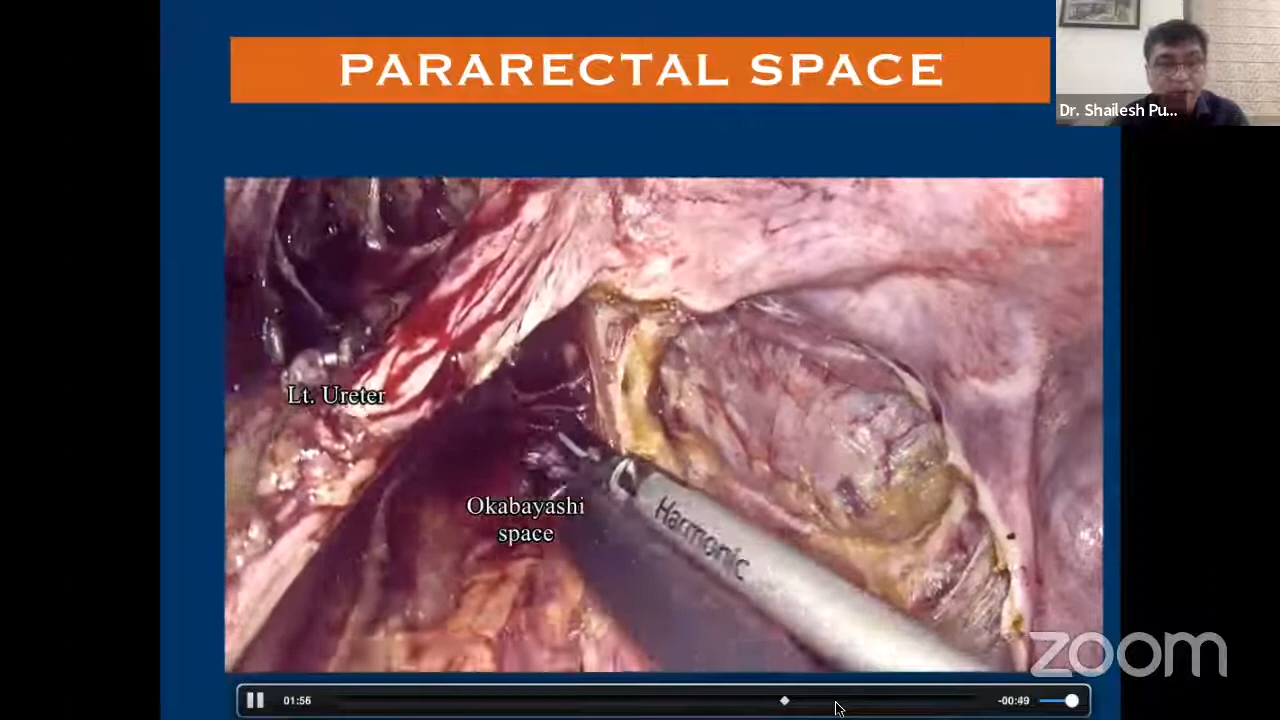 PARARECTAL SPACE
Dr. Shailesh Pu...
Lt. Ureter
Okabayashi
space
Harmonic
zoom
01:56
-00:49